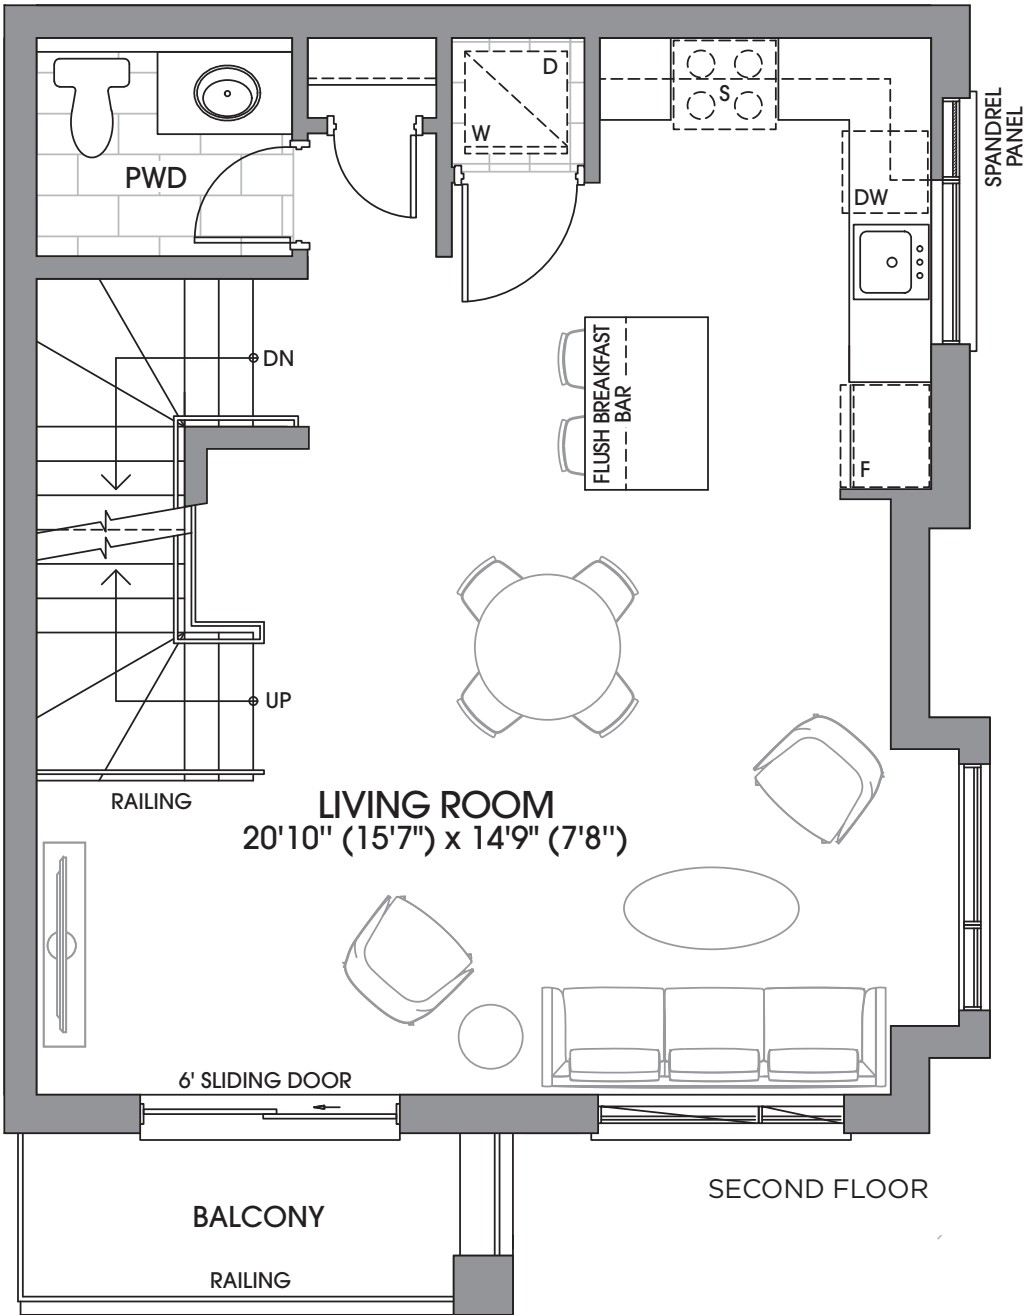 D
W
S
PWD
DW
SPANDREL
PANEL
DN
FLUSH BREAKFAST
BAR
F
UP
RAILING
LIVING ROOM
20'10'' (15'7") x 14'9" (7'8'')
6' SLIDING DOOR
SECOND FLOOR
BALCONY
RAILING